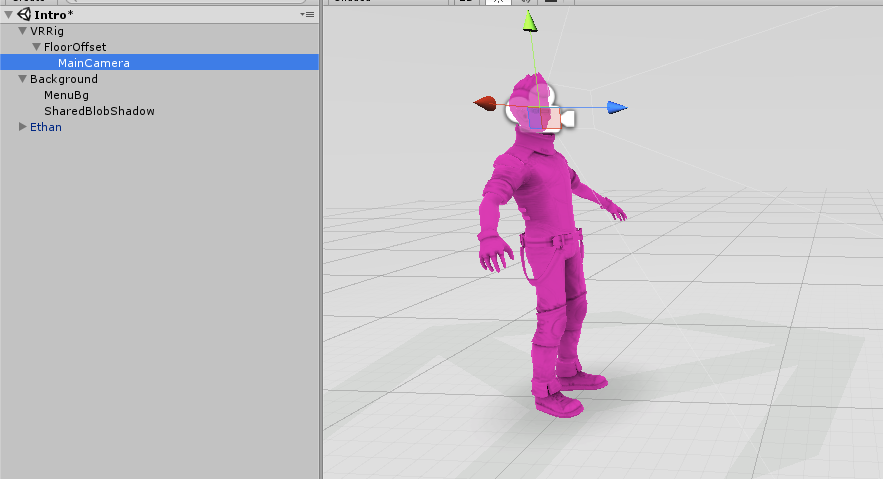 Intro*
VRRig
FloorOffset
MainCamera
Background
MenuBg
SharedBlobShadow
Ethan